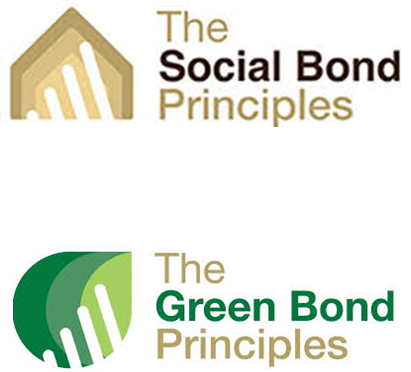 The
Social Bond
Principles
The
Green Bond
Principles